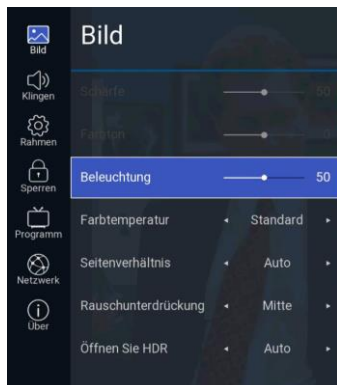 Bild
Klingen
Rahmen
Sperren
Programm
Netzwerk
Über
Bild
Schärfe 50
Farbton 0
Beleuchtung 50
Farbtemperatur Standard
Seitenverhältnis Auto
Rauschunterdrückung Mitte
Öffnen Sie HDR Auto